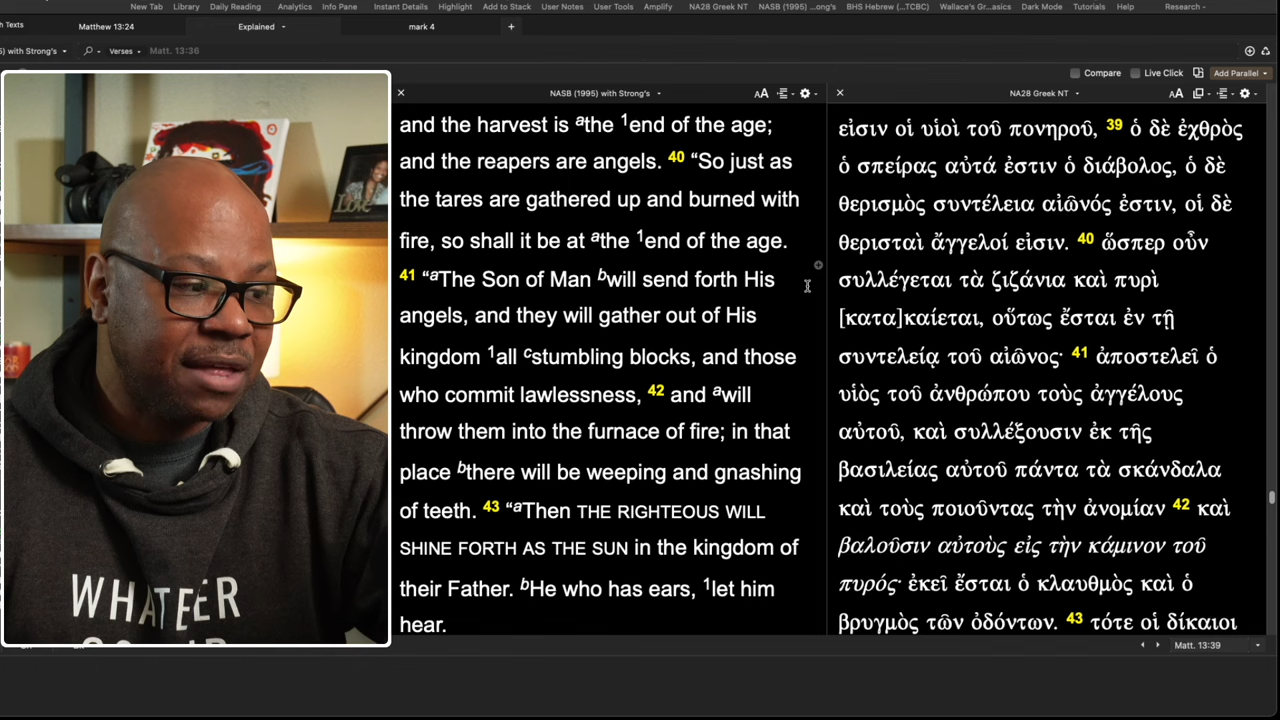 New Tab Library Daily Reading Analytics Info Pane Instant Details Highlight Add to Stack User Notes User Tools Amplify NA28 Greek NT NASB (1995) ...ong's BHS Hebrew (...TCBC) Wallace's Gr...asics Dark Mode Tutorials Help Research
h Texts Matthew 13:24 Explained mark 4 +
5) with Strong's Verses Matt. 13:36
Compare Live Click Add Parallel
NASB (1995) with Strong's
and the harvest is athe 1end of the age;
and the reapers are angels. 40 “So just as
the tares are gathered up and burned with
fire, so shall it be at athe 1end of the age.
41 “aThe Son of Man bwill send forth His
angels, and they will gather out of His
kingdom 1all cstumbling blocks, and those
who commit lawlessness, 42 and awill
throw them into the furnace of fire; in that
place bthere will be weeping and gnashing
of teeth. 43 “aThen THE RIGHTEOUS WILL
SHINE FORTH AS THE SUN in the kingdom of
their Father. bHe who has ears, 1let him
hear.
NA28 Greek NT
εἰσιν οἱ υἱοὶ τοῦ πονηροῦ, 39 ὁ δὲ ἐχθρὸς
ὁ σπείρας αὐτά ἐστιν ὁ διάβολος, ὁ δὲ
θερισμὸς συντέλεια αἰῶνός ἐστιν, οἱ δὲ
θερισταὶ ἄγγελοί εἰσιν. 40 ὥσπερ οὖν
συλλέγεται τὰ ζιζάνια καὶ πυρὶ
[κατα]καίεται, οὕτως ἔσται ἐν τῇ
συντελείᾳ τοῦ αἰῶνος· 41 ἀποστελεῖ ὁ
υἱὸς τοῦ ἀνθρώπου τοὺς ἀγγέλους
αὐτοῦ, καὶ συλλέξουσιν ἐκ τῆς
βασιλείας αὐτοῦ πάντα τὰ σκάνδαλα
καὶ τοὺς ποιοῦντας τὴν ἀνομίαν 42 καὶ
βαλοῦσιν αὐτοὺς εἰς τὴν κάμινον τοῦ
πυρός· ἐκεῖ ἔσται ὁ κλαυθμὸς καὶ ὁ
βρυγμὸς τῶν ὀδόντων. 43 τότε οἱ δίκαιοι
Matt. 13:39
LOVE